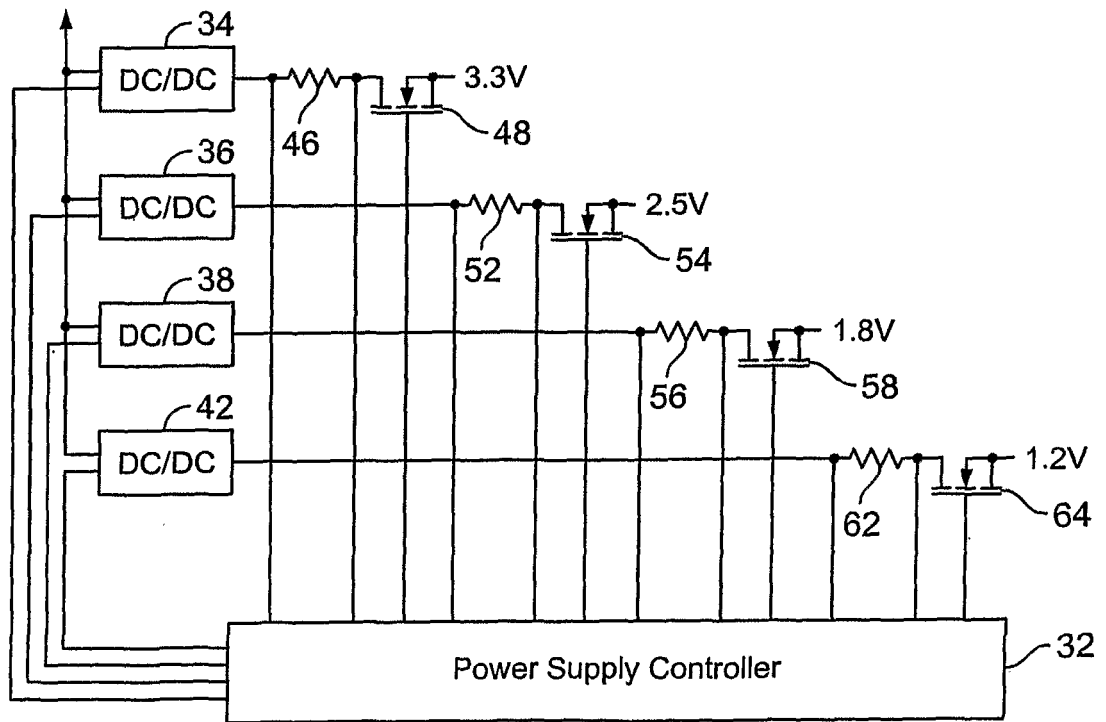 34
DC/DC
3.3V
46
48
36
DC/DC
2.5V
52
54
38
DC/DC
1.8V
56
58
42
DC/DC
1.2V
62
64
Power Supply Controller
32